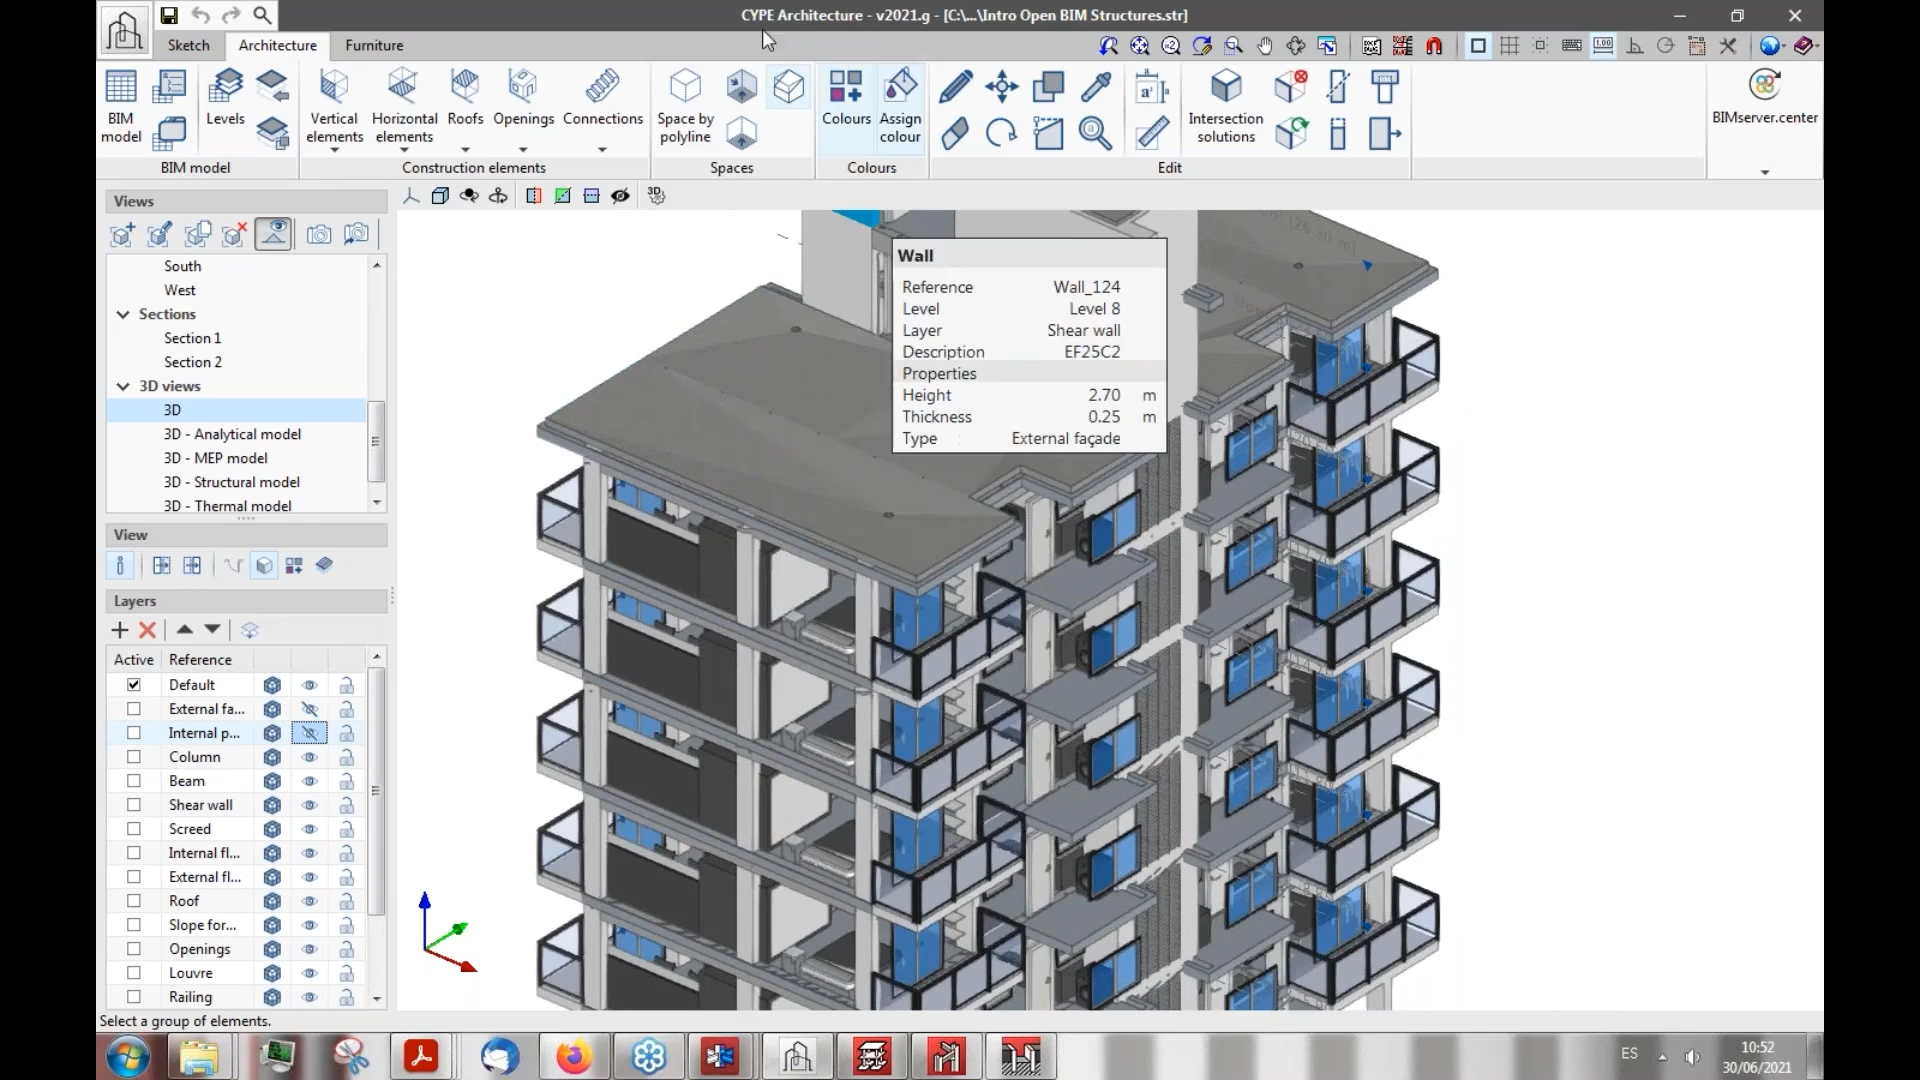 CYPE Architecture - v2021.g - [C:\...\Intro Open BIM Structures.str]
Sketch
Architecture
Furniture
BIM model
Levels
Vertical elements
Horizontal elements
Roofs
Openings
Connections
Space by polyline
Colours
Assign colour
Intersection solutions
BIMserver.center
BIM model
Construction elements
Spaces
Colours
Edit
Views
South
West
Sections
Section 1
Section 2
3D views
3D
3D - Analytical model
3D - MEP model
3D - Structural model
3D - Thermal model
View
Layers
Active Reference
Default
External fa...
Internal p...
Column
Beam
Shear wall
Screed
Internal fl...
External fl...
Roof
Slope for...
Openings
Louvre
Railing
Wall
Reference Wall_124
Level Level 8
Layer Shear wall
Description EF25C2
Properties
Height 2.70 m
Thickness 0.25 m
Type External façade
Select a group of elements.
ES
10:52
30/06/2021